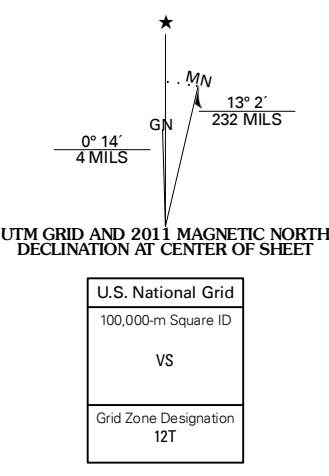 MN
13° 2´
232 MILS
GN
0° 14´
4 MILS
UTM GRID AND 2011 MAGNETIC NORTH
DECLINATION AT CENTER OF SHEET
U.S. National Grid
100,000-m Square ID
VS
Grid Zone Designation
12T